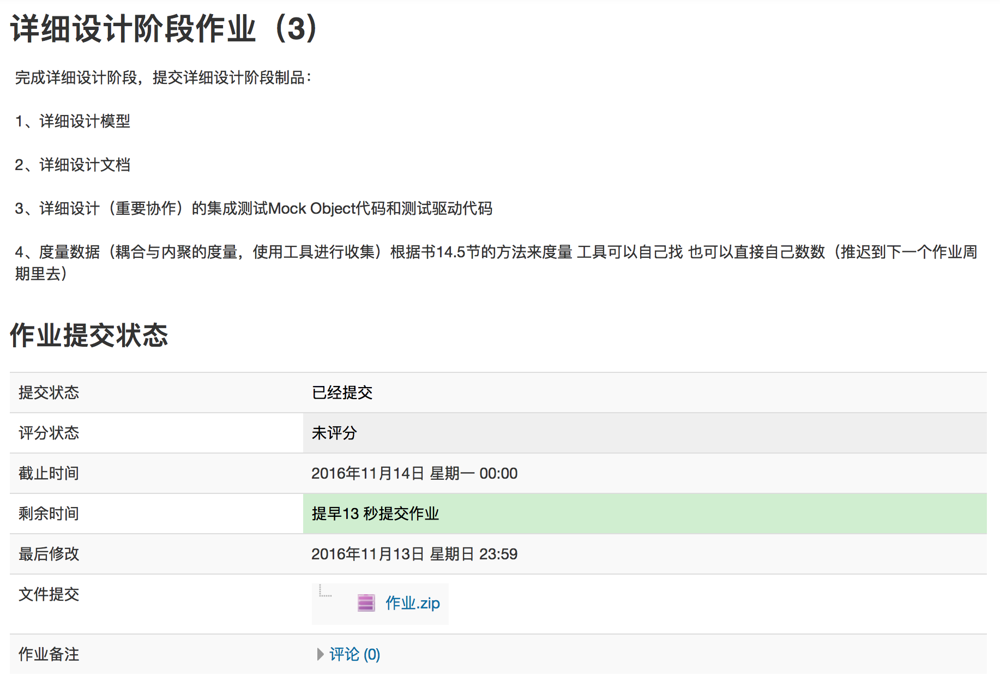 详细设计阶段作业（3）
完成详细设计阶段，提交详细设计阶段制品：
1、详细设计模型
2、详细设计文档
3、详细设计（重要协作）的集成测试Mock Object代码和测试驱动代码
4、度量数据（耦合与内聚的度量，使用工具进行收集）根据书14.5节的方法来度量 工具可以自己找 也可以直接自己数数（推迟到下一个作业周
期里去）
作业提交状态
提交状态 已经提交
评分状态 未评分
截止时间 2016年11月14日 星期一 00:00
剩余时间 提早13 秒提交作业
最后修改 2016年11月13日 星期日 23:59
文件提交 作业.zip
作业备注 评论 (0)